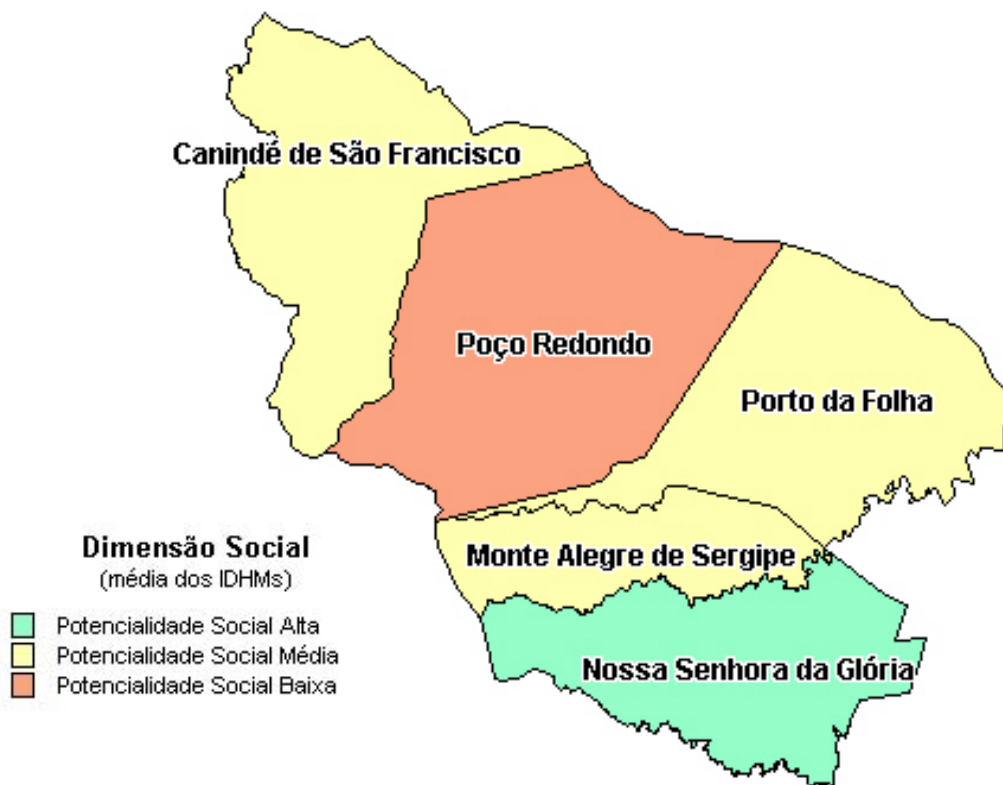 Canindé de São Francisco
Poço Redondo
Porto da Folha
Monte Alegre de Sergipe
Nossa Senhora da Glória
Dimensão Social
(média dos IDHMs)
Potencialidade Social Alta
Potencialidade Social Média
Potencialidade Social Baixa